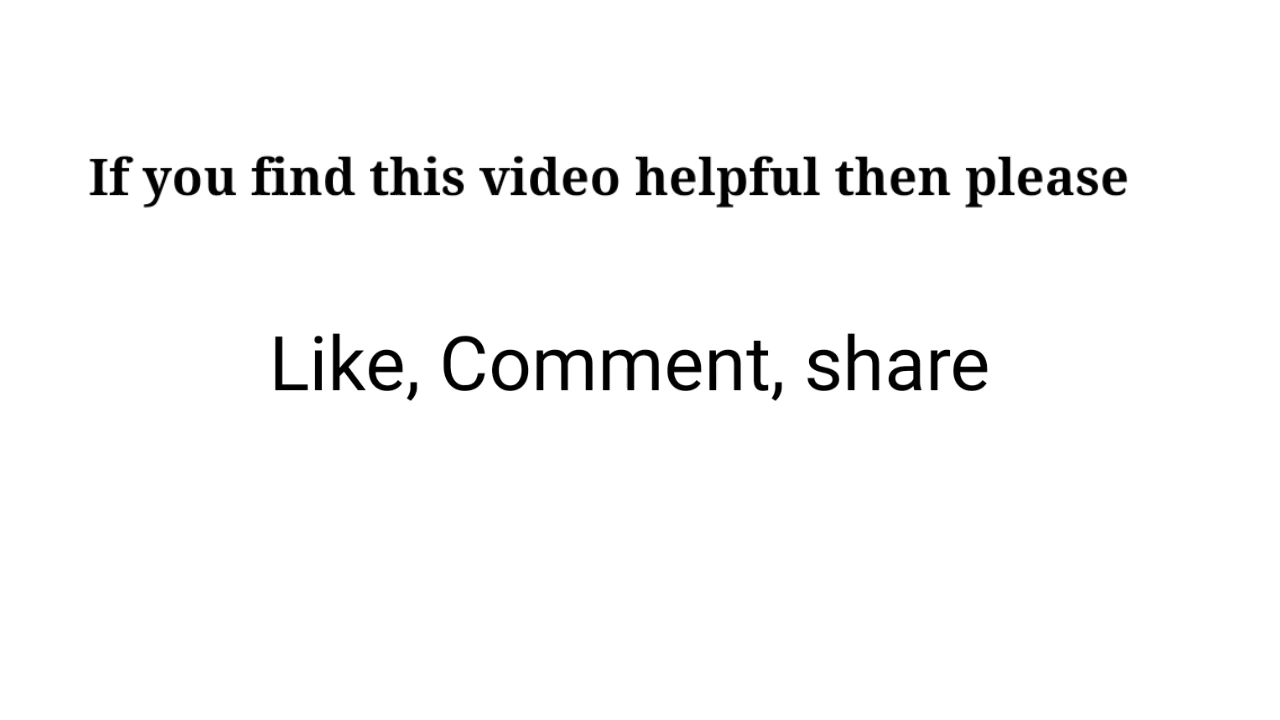 If you find this video helpful then please
Like, Comment, share